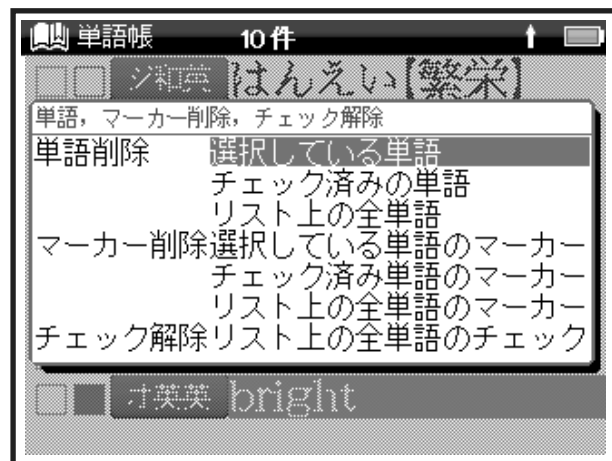 単語帳 10件
ジ和英 はんえい【繁栄】
単語，マーカー削除，チェック解除
単語削除 選択している単語
チェック済みの単語
リスト上の全単語
マーカー削除 選択している単語のマーカー
チェック済み単語のマーカー
リスト上の全単語のマーカー
チェック解除 リスト上の全単語のチェック
オ英英 bright